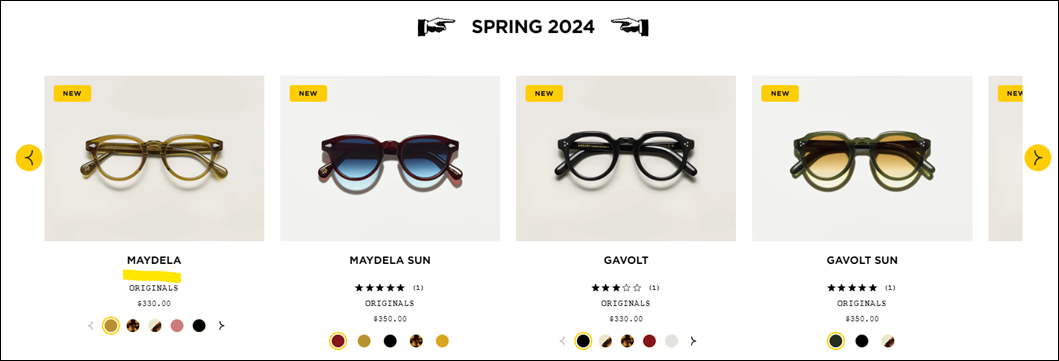 SPRING 2024
NEW
NEW
NEW
NEW
NEW
MAYDELA
ORIGINALS
$330.00
MAYDELA SUN
(1)
ORIGINALS
$350.00
GAVOLT
(1)
ORIGINALS
$330.00
GAVOLT SUN
(1)
ORIGINALS
$350.00